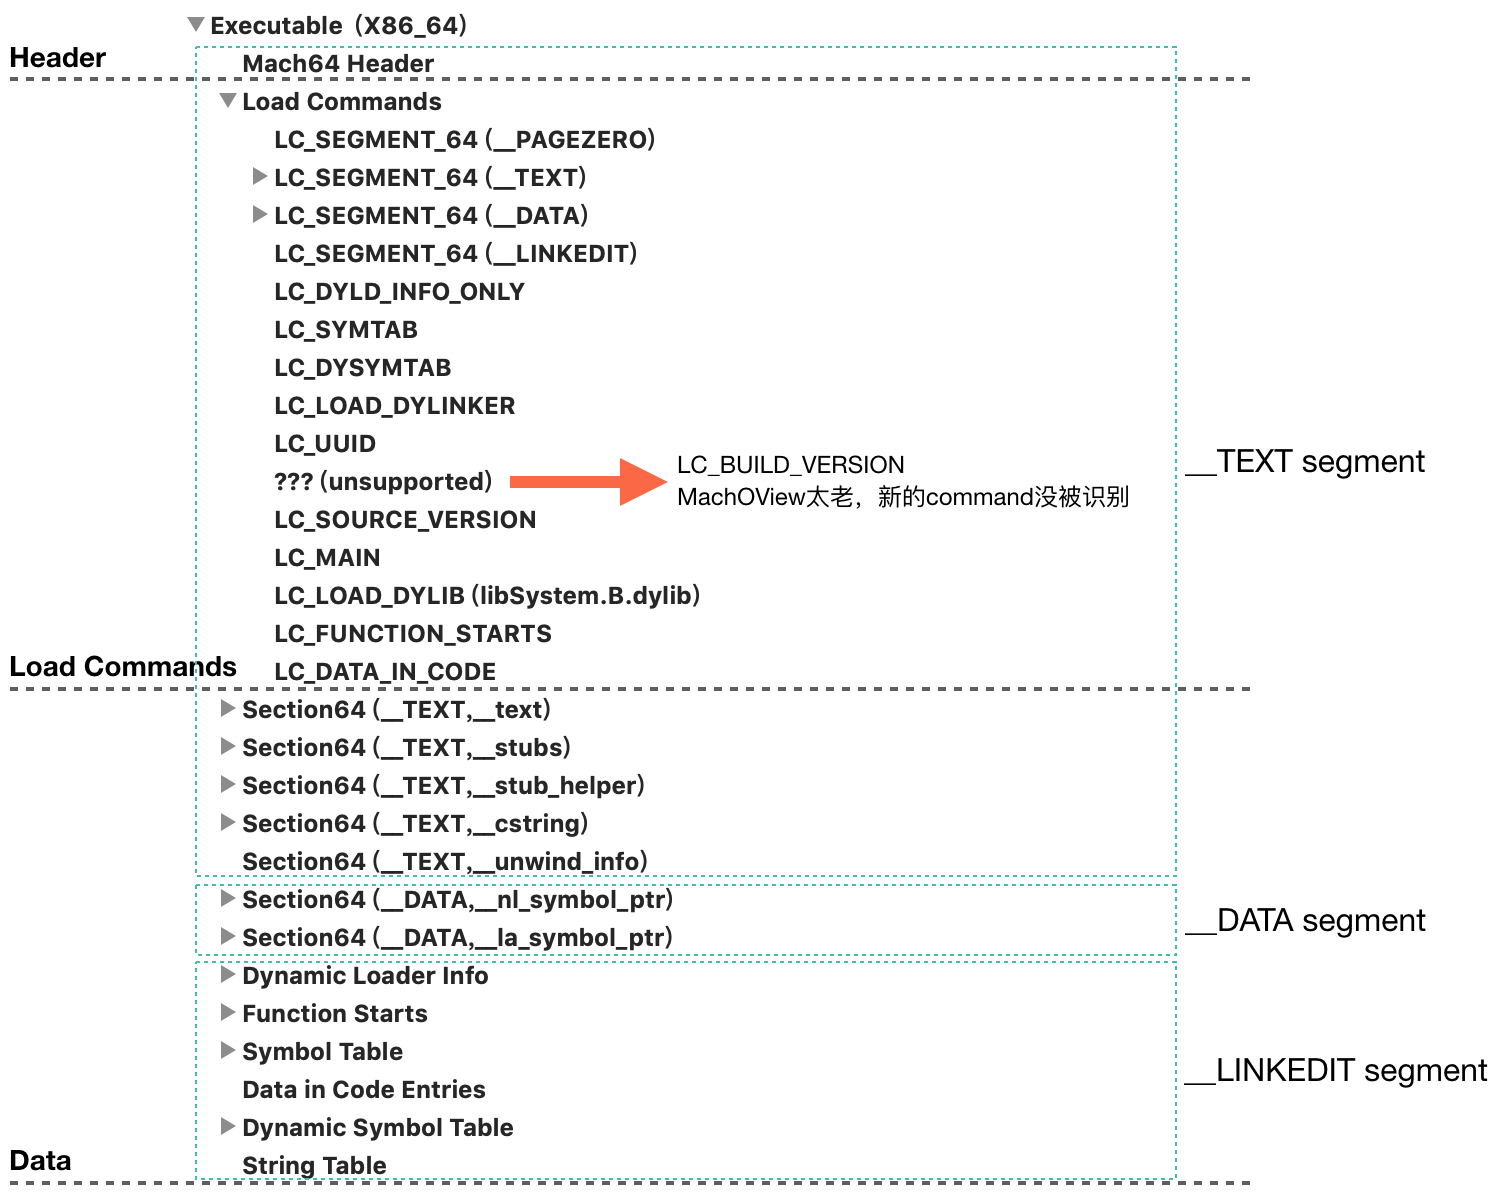 Executable (X86_64)
Header
Mach64 Header
Load Commands
LC_SEGMENT_64 (__PAGEZERO)
LC_SEGMENT_64 (__TEXT)
LC_SEGMENT_64 (__DATA)
LC_SEGMENT_64 (__LINKEDIT)
LC_DYLD_INFO_ONLY
LC_SYMTAB
LC_DYSYMTAB
LC_LOAD_DYLINKER
LC_UUID
??? (unsupported)
LC_BUILD_VERSION
MachOView太老，新的command没被识别
__TEXT segment
LC_SOURCE_VERSION
LC_MAIN
LC_LOAD_DYLIB (libSystem.B.dylib)
LC_FUNCTION_STARTS
Load Commands
LC_DATA_IN_CODE
Section64 (__TEXT,__text)
Section64 (__TEXT,__stubs)
Section64 (__TEXT,__stub_helper)
Section64 (__TEXT,__cstring)
Section64 (__TEXT,__unwind_info)
Section64 (__DATA,__nl_symbol_ptr)
__DATA segment
Section64 (__DATA,__la_symbol_ptr)
Dynamic Loader Info
Function Starts
Symbol Table
__LINKEDIT segment
Data in Code Entries
Dynamic Symbol Table
Data
String Table